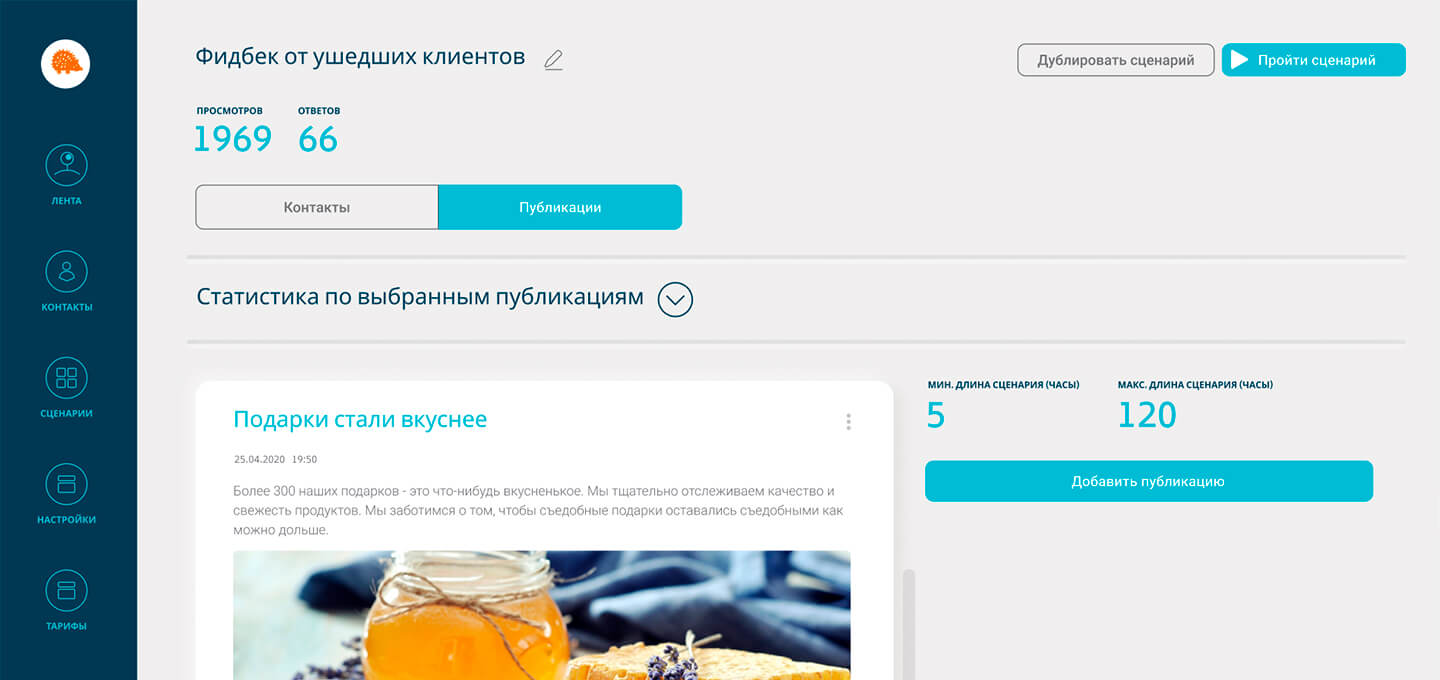 Фидбек от ушедших клиентов
Дублировать сценарий
Пройти сценарий
ПРОСМОТРОВ
ОТВЕТОВ
1969
66
ЛЕНТА
КОНТАКТЫ
СЦЕНАРИИ
НАСТРОЙКИ
ТАРИФЫ
Контакты
Публикации
Статистика по выбранным публикациям
Подарки стали вкуснее
25.04.2020 19:50
Более 300 наших подарков - это что-нибудь вкусненькое. Мы тщательно отслеживаем качество и
свежесть продуктов. Мы заботимся о том, чтобы съедобные подарки оставались съедобными как
можно дольше.
МИН. ДЛИНА СЦЕНАРИЯ (ЧАСЫ)
МАКС. ДЛИНА СЦЕНАРИЯ (ЧАСЫ)
5
120
Добавить публикацию